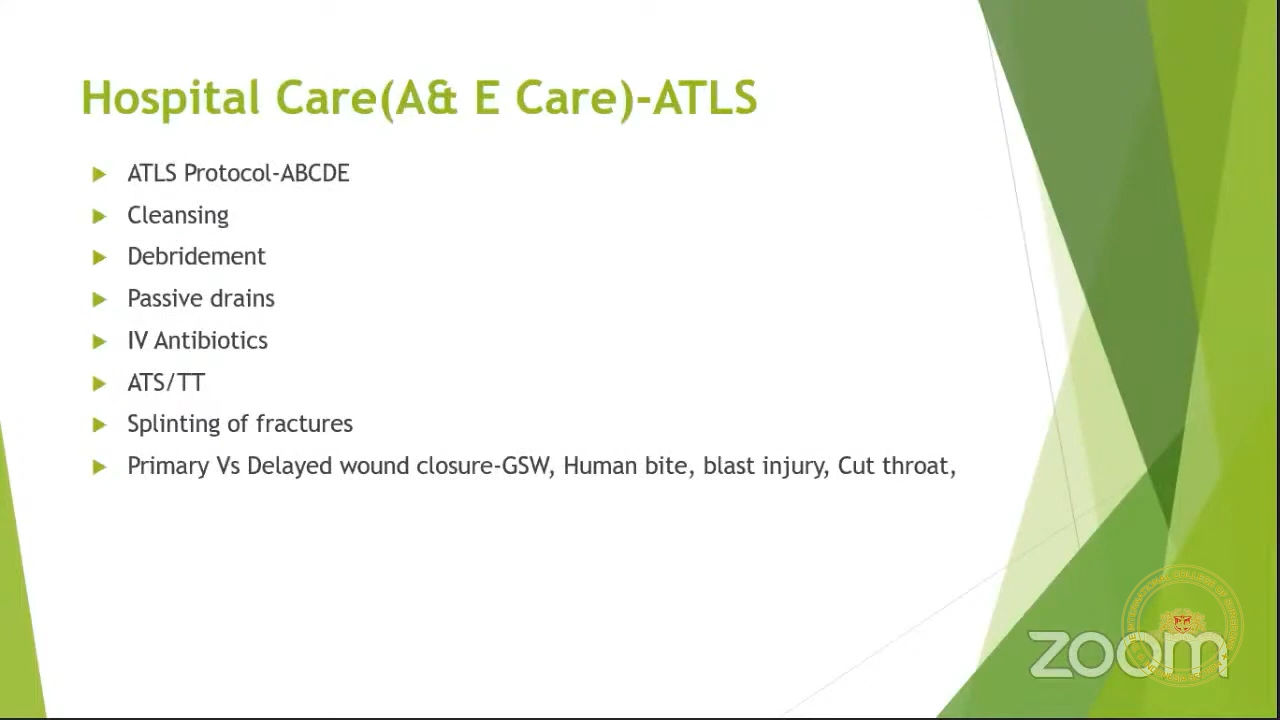 Hospital Care(A& E Care)-ATLS
ATLS Protocol-ABCDE
Cleansing
Debridement
Passive drains
IV Antibiotics
ATS/TT
Splinting of fractures
Primary Vs Delayed wound closure-GSW, Human bite, blast injury, Cut throat,
zoom